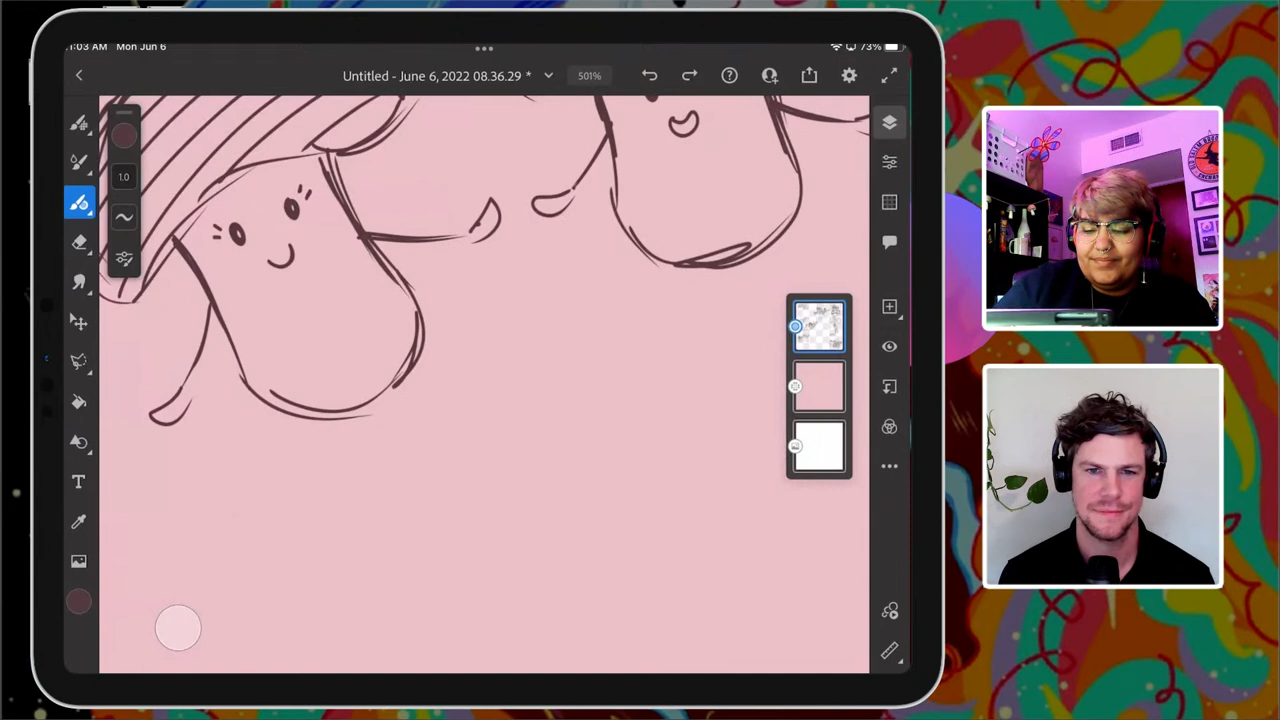 1:03 AM Mon Jun 6
73%
Untitled - June 6, 2022 08.36.29 *
501%
1.0
T